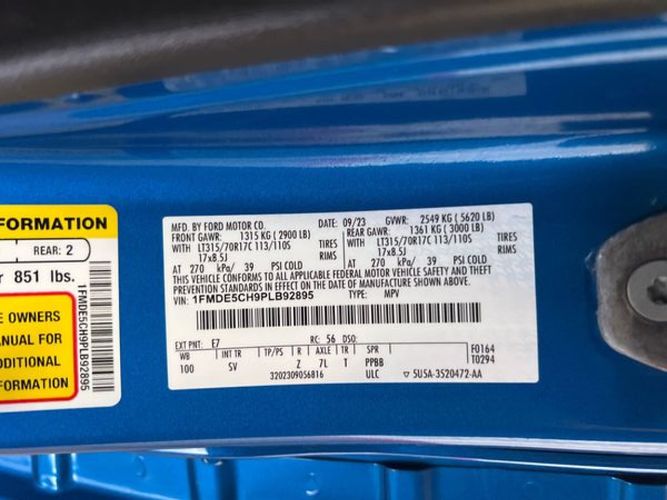 FORMATION
REAR: 2
r 851 lbs.
E OWNERS
ANUAL FOR
DDITIONAL
FORMATION
1FMDE5CH9PLB92895
MFD. BY FORD MOTOR CO.
DATE: 09/23 GVWR: 2549 KG ( 5620 LB)
FRONT GAWR: 1315 KG ( 2900 LB)
REAR GAWR: 1361 KG ( 3000 LB)
WITH LT315/70R17C 113/110S TIRES
17x8.5J RIMS
WITH LT315/70R17C 113/110S TIRES
17x8.5J RIMS
AT 270 kPa/ 39 PSI COLD
AT 270 kPa/ 39 PSI COLD
THIS VEHICLE CONFORMS TO ALL APPLICABLE FEDERAL MOTOR VEHICLE SAFETY AND THEFT
PREVENTION STANDARDS IN EFFECT ON THE DATE OF MANUFACTURE SHOWN ABOVE.
VIN: 1FMDE5CH9PLB92895 TYPE: MPV
EXT PNT: E7 RC: 56 DSO:
WB INT TR TP/PS R AXLE TR SPR
100 SV Z 7L T PPBB
3202309056816 ULC
F0164
T0294
▽ 5U5A-3520472-AA